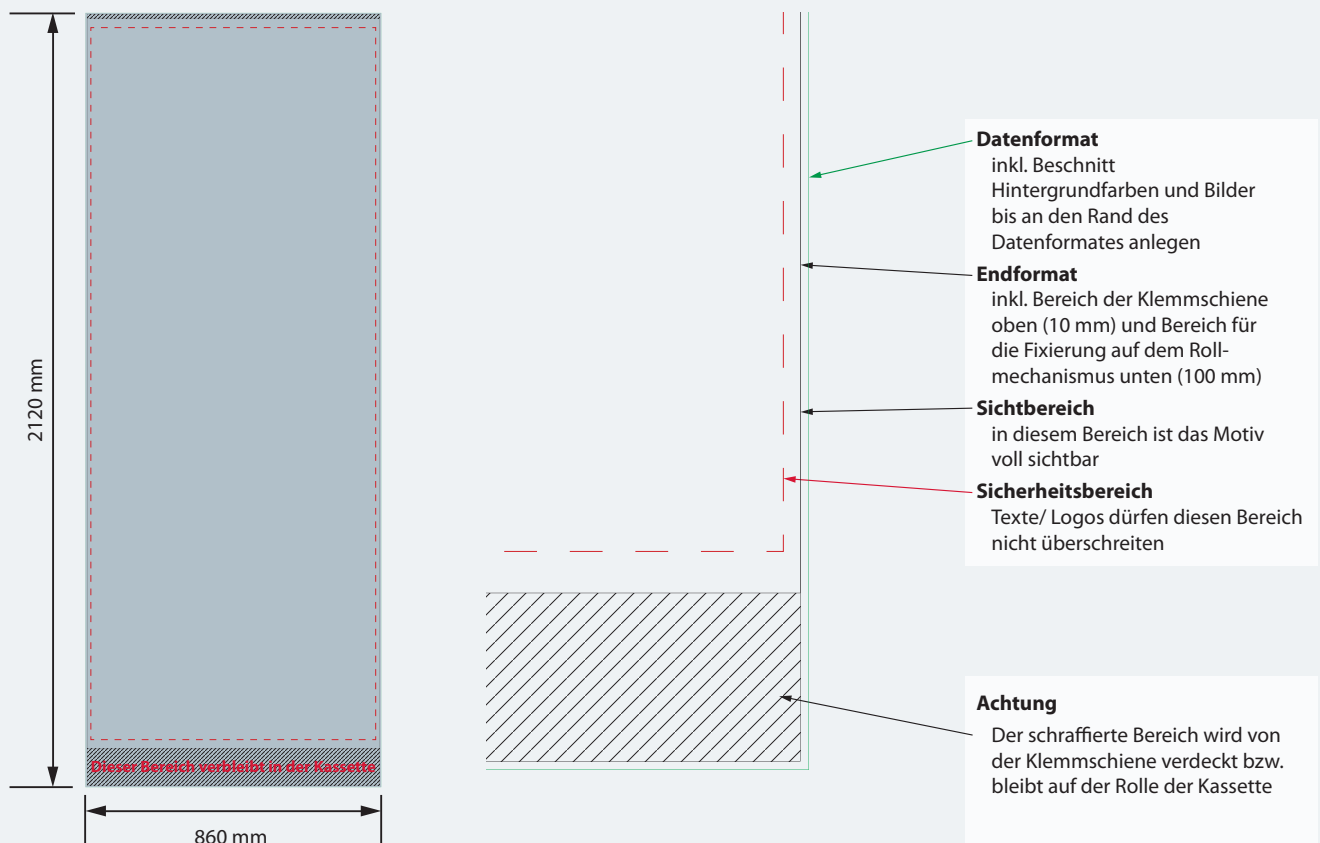 2120 mm
Dieser Bereich verbleibt in der Kassette
860 mm
Datenformat
inkl. Beschnitt
Hintergrundfarben und Bilder
bis an den Rand des
Datenformates anlegen
Endformat
inkl. Bereich der Klemmschiene
oben (10 mm) und Bereich für
die Fixierung auf dem Roll-
mechanismus unten (100 mm)
Sichtbereich
in diesem Bereich ist das Motiv
voll sichtbar
Sicherheitsbereich
Texte/ Logos dürfen diesen Bereich
nicht überschreiten
Achtung
Der schraffierte Bereich wird von
der Klemmschiene verdeckt bzw.
bleibt auf der Rolle der Kassette